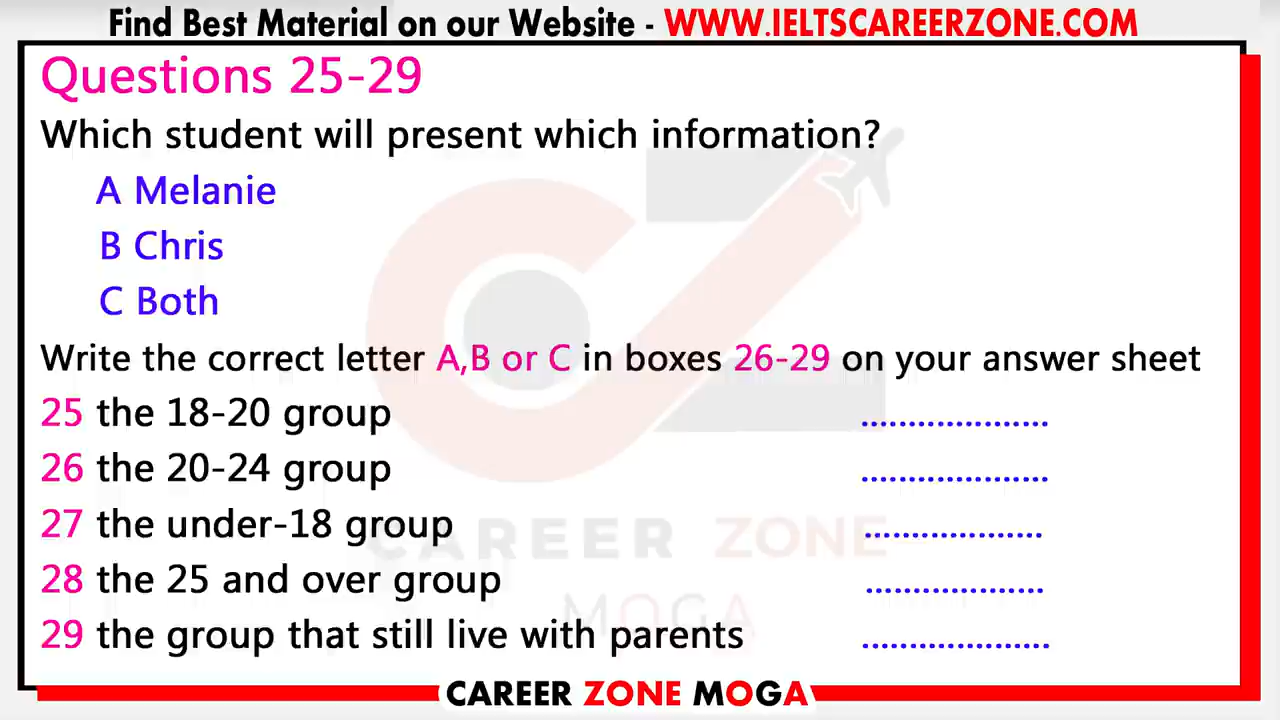 Find Best Material on our Website - WWW.IELTSCAREERZONE.COM
Questions 25-29
Which student will present which information?
A Melanie
B Chris
C Both
Write the correct letter A,B or C in boxes 26-29 on your answer sheet
25 the 18-20 group ....................
26 the 20-24 group ....................
27 the under-18 group ...................
28 the 25 and over group ...................
29 the group that still live with parents ....................
CAREER ZONE
MOGA
CAREER ZONE MOGA